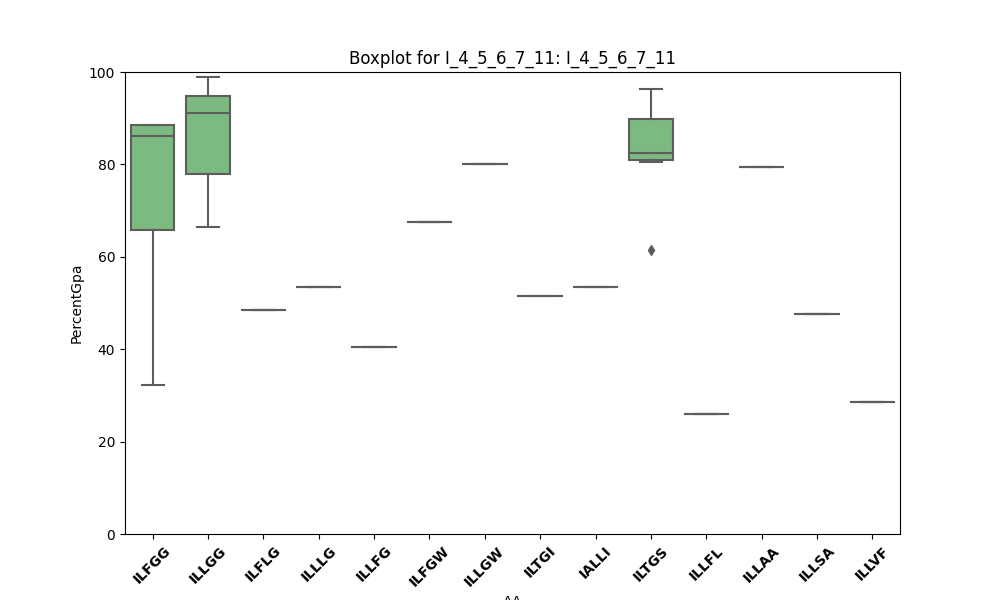 Boxplot for I_4_5_6_7_11: I_4_5_6_7_11
100
80
60
40
20
0
PercentGpa
ILFGG
ILLGG
ILFLG
ILLLG
ILLFG
ILFGW
ILLGW
ILTGI
IALLI
ILTGS
ILLFL
ILLAA
ILLSA
ILLVF
AA